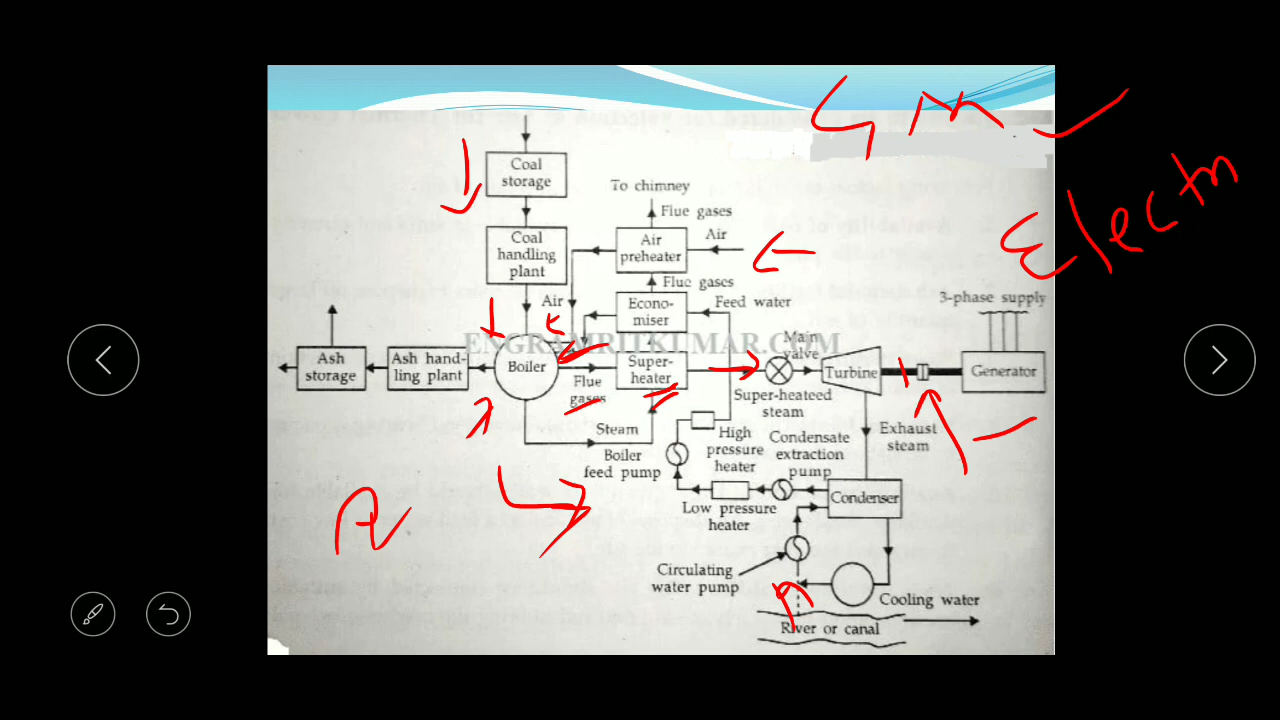 Coal
storage
To chimney
Flue gases
Coal
handling
plant
Air
preheater
Air
Flue gases
Air
Econo-
miser
Feed water
3-phase supply
ENGRAMRITKUMAR.COM
Ash
storage
Ash hand-
ling plant
Boiler
Flue
gases
Super-
heater
Main
valve
Turbine
Generator
Super-heateed
steam
Steam
Boiler
feed pump
High
pressure
heater
Condensate
extraction
pump
Exhaust
steam
Low pressure
heater
Condenser
Circulating
water pump
Cooling water
River or canal